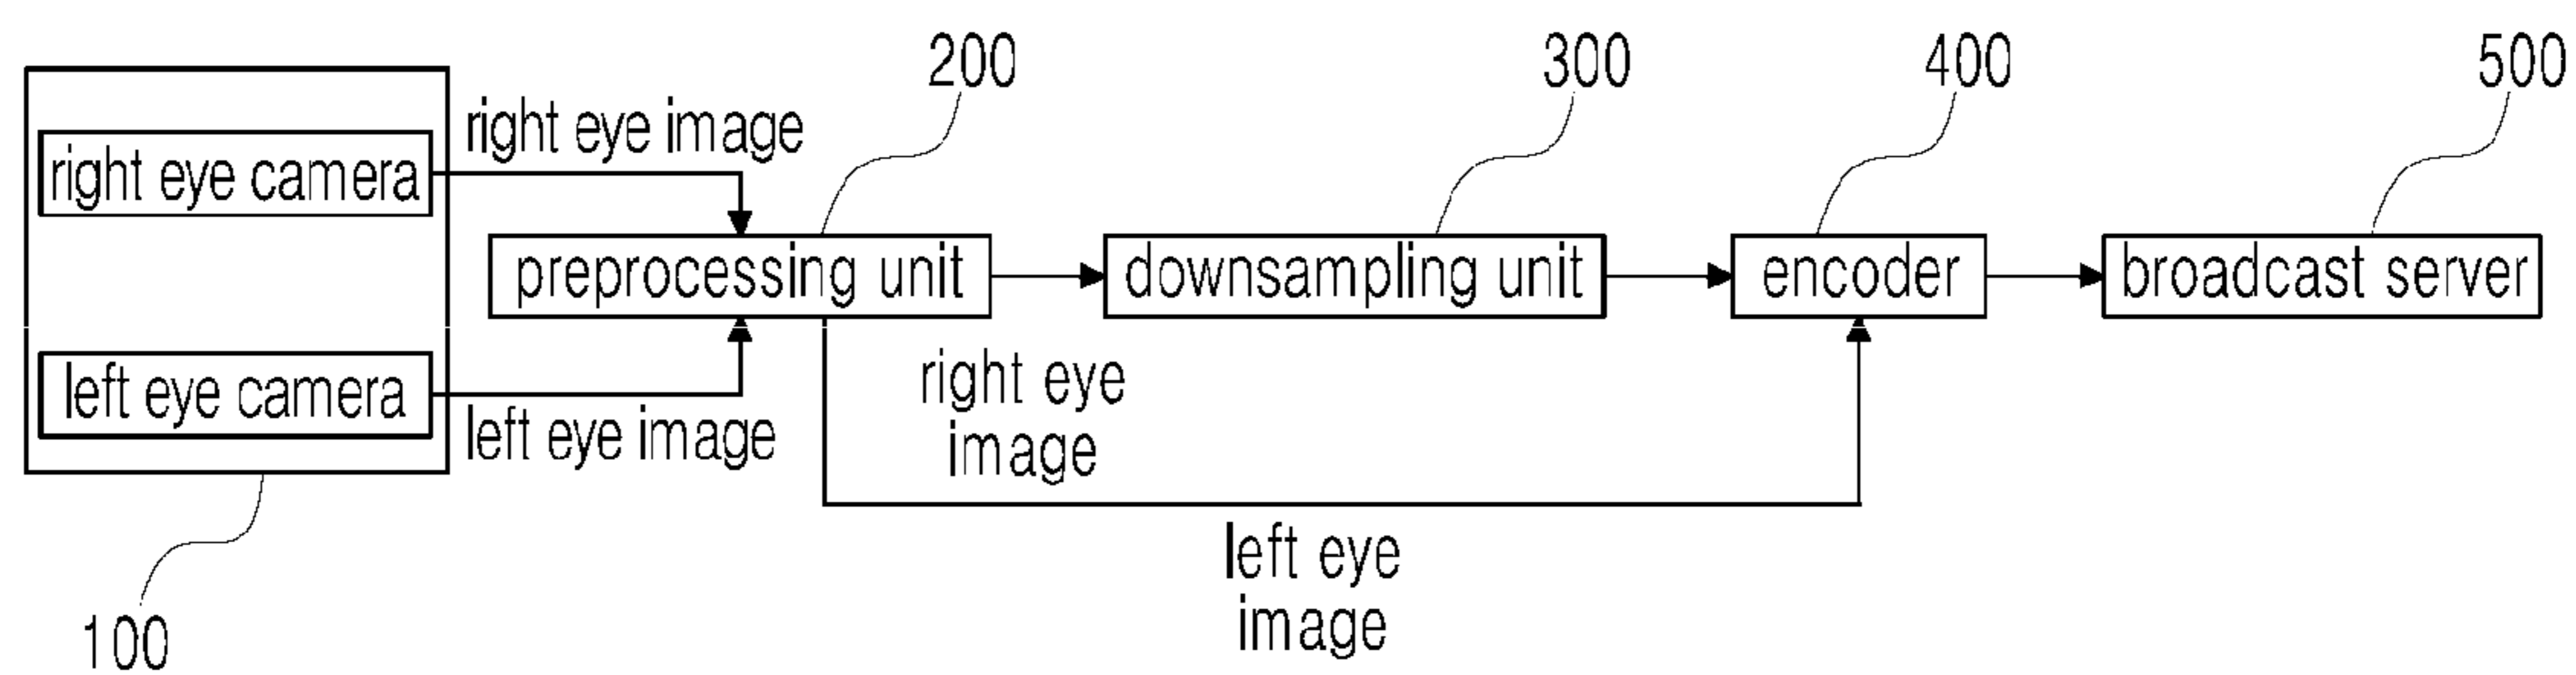 200
300
400
500
right eye image
right eye camera
preprocessing unit
downsampling unit
encoder
broadcast server
left eye camera
left eye image
right eye
image
left eye
image
100